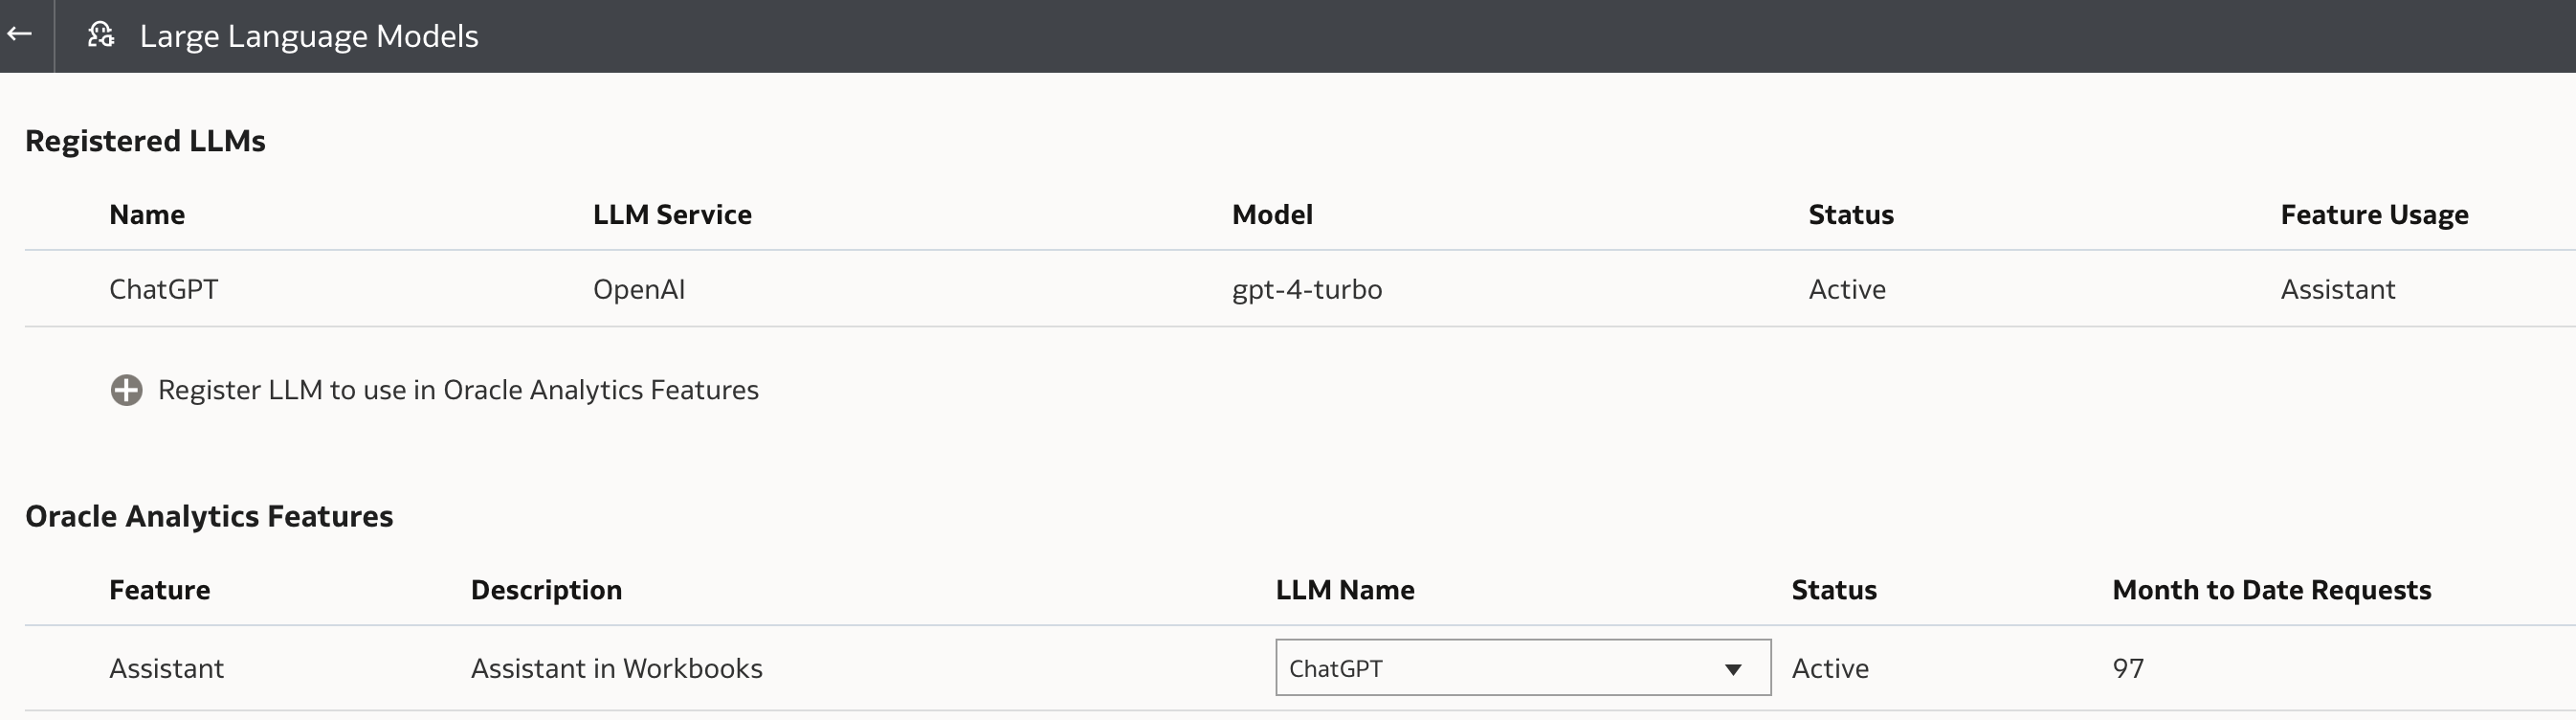 Large Language Models
Registered LLMs
Name LLM Service Model Status Feature Usage
ChatGPT OpenAI gpt-4-turbo Active Assistant
Register LLM to use in Oracle Analytics Features
Oracle Analytics Features
Feature Description LLM Name Status Month to Date Requests
Assistant Assistant in Workbooks ChatGPT Active 97